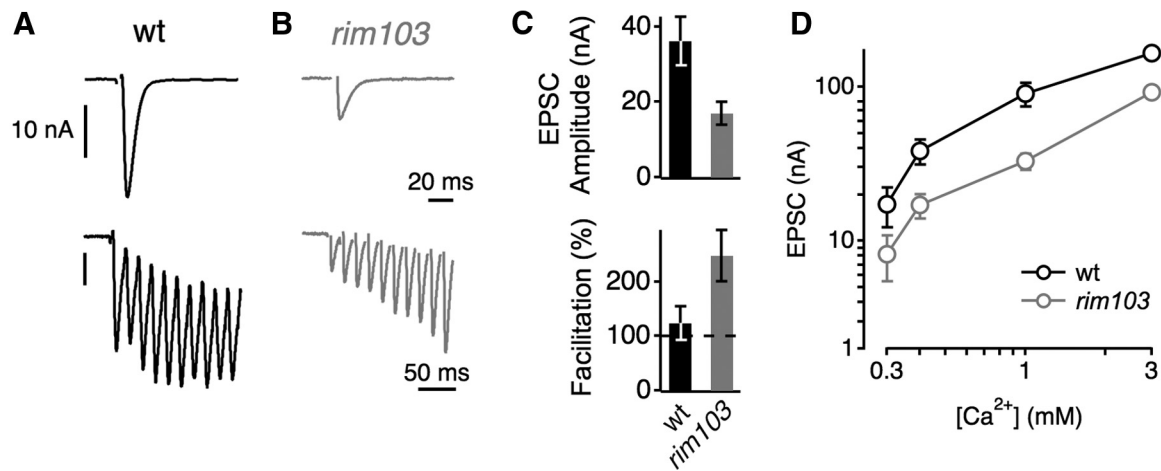 A
wt
10 nA
B
rim103
20 ms
50 ms
C
EPSC
Amplitude (nA)
40
20
0
Facilitation (%)
200
100
0
wt
rim103
D
EPSC (nA)
100
10
1
0.3
1
3
[Ca²⁺] (mM)
wt
rim103